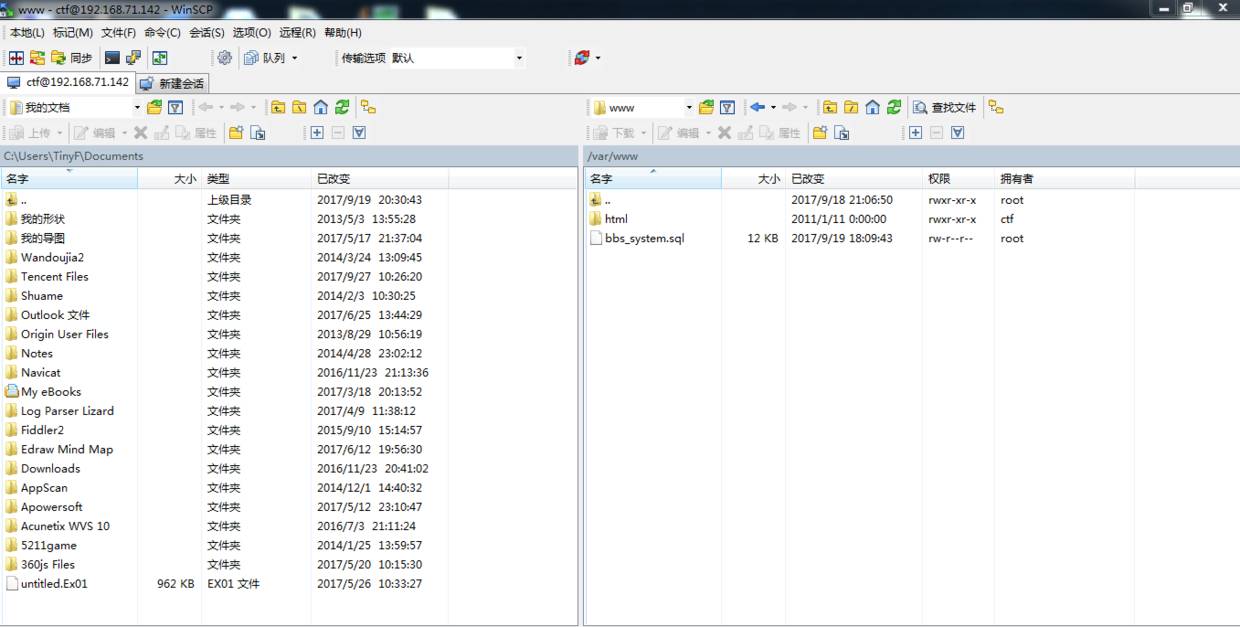 www - ctf@192.168.71.142 - WinSCP
本地(L) 标记(M) 文件(F) 命令(C) 会话(S) 选项(O) 远程(R) 帮助(H)
同步 队列 传输选项 默认
ctf@192.168.71.142 新建会话
我的文档 www 查找文件
上传 编辑 属性 下载 编辑 属性
C:\Users\TinyF\Documents /var/www
名字 大小 类型 已改变 名字 大小 已改变 权限 拥有者
.. 上级目录 2017/9/19 20:30:43 .. 2017/9/18 21:06:50 rwxr-xr-x root
我的形状 文件夹 2013/5/3 13:55:28 html 2011/1/11 0:00:00 rwxr-xr-x ctf
我的导图 文件夹 2017/5/17 21:37:04 bbs_system.sql 12 KB 2017/9/19 18:09:43 rw-r--r-- root
Wandoujia2 文件夹 2014/3/24 13:09:45
Tencent Files 文件夹 2017/9/27 10:26:20
Shuame 文件夹 2014/2/3 10:30:25
Outlook 文件 文件夹 2017/6/25 13:44:29
Origin User Files 文件夹 2013/8/29 10:56:19
Notes 文件夹 2014/4/28 23:02:12
Navicat 文件夹 2016/11/23 21:13:36
My eBooks 文件夹 2017/3/18 20:13:52
Log Parser Lizard 文件夹 2017/4/9 11:38:12
Fiddler2 文件夹 2015/9/10 15:14:57
Edraw Mind Map 文件夹 2017/6/12 19:56:30
Downloads 文件夹 2016/11/23 20:41:02
AppScan 文件夹 2014/12/1 14:40:32
Apowersoft 文件夹 2017/5/12 23:10:47
Acunetix WVS 10 文件夹 2016/7/3 21:11:24
5211game 文件夹 2014/1/25 13:59:57
360js Files 文件夹 2017/5/20 10:15:30
untitled.Ex01 962 KB EX01 文件 2017/5/26 10:33:27